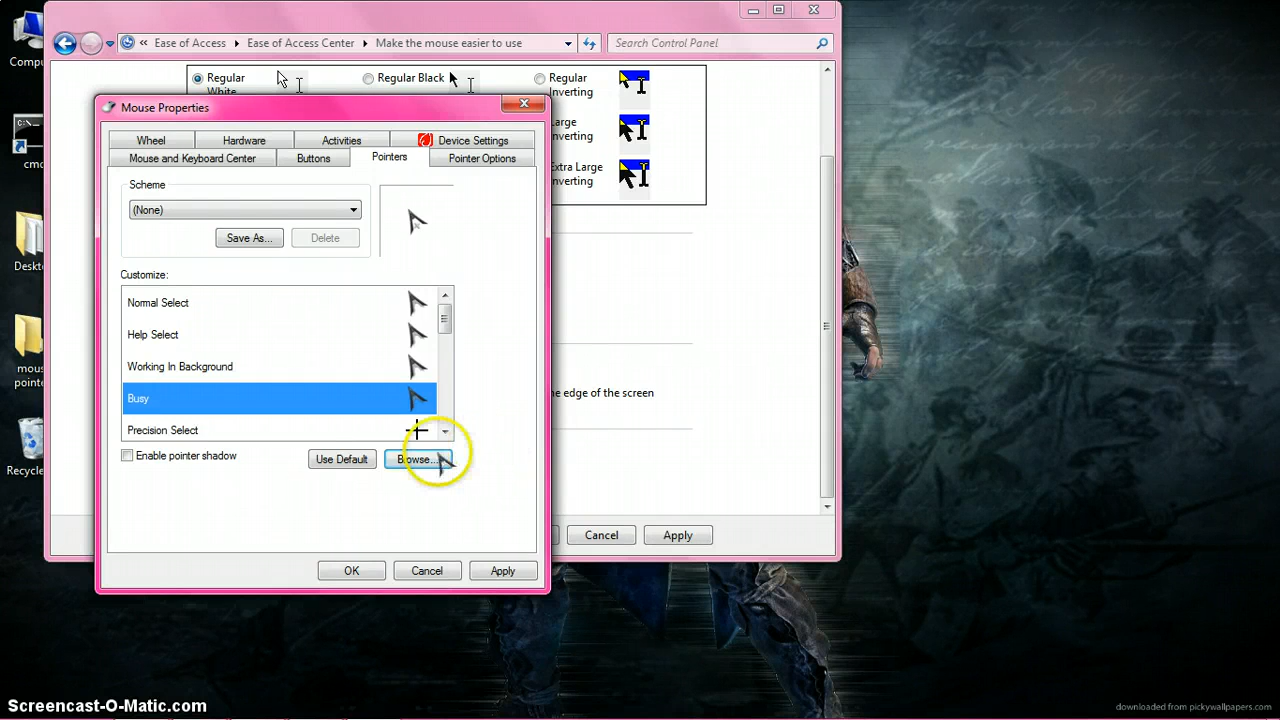 Compu
« Ease of Access Ease of Access Center Make the mouse easier to use
Search Control Panel
Regular White
Regular Black
Regular Inverting
Large Inverting
Extra Large Inverting
cmd
Deskt
mous
pointe
Recycle
Mouse Properties
Wheel Hardware Activities Device Settings
Mouse and Keyboard Center Buttons Pointers Pointer Options
Scheme
(None)
Save As... Delete
Customize:
Normal Select
Help Select
Working In Background
Busy
Precision Select
Enable pointer shadow Use Default Browse...
he edge of the screen
Cancel Apply
OK Cancel Apply
Screencast-O-Matic.com
downloaded from pickywallpapers.com